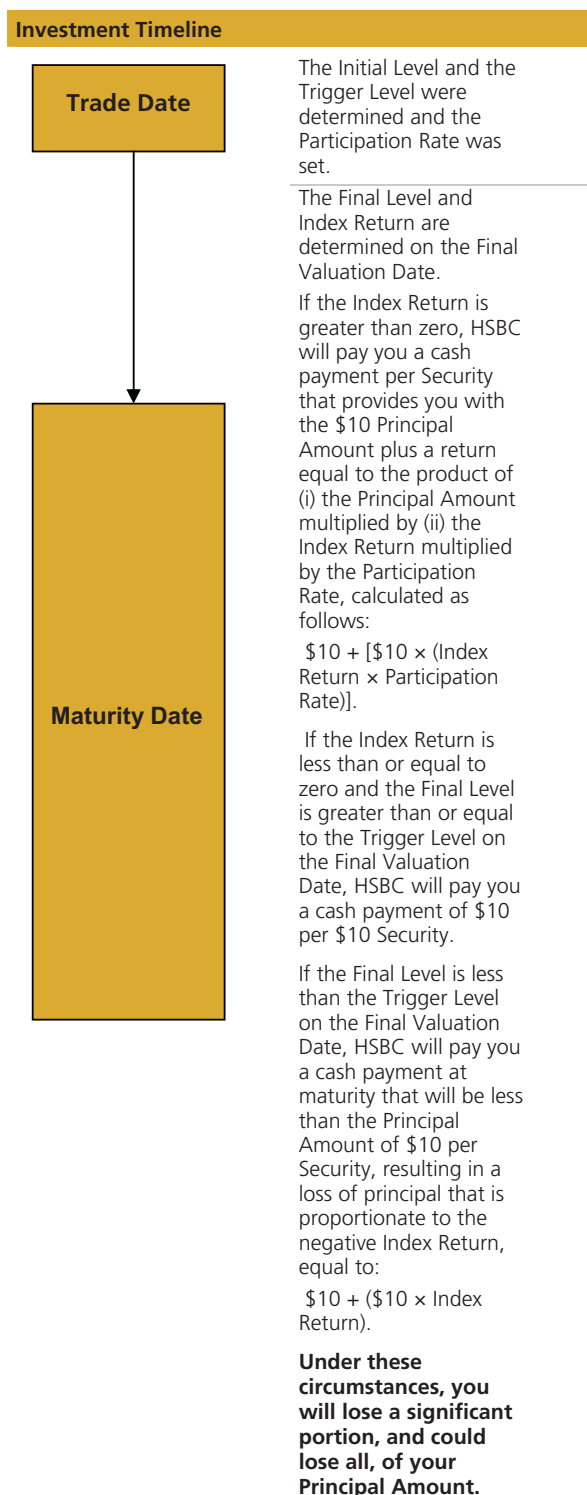 Investment Timeline
Trade Date
The Initial Level and the
Trigger Level were
determined and the
Participation Rate was
set.
The Final Level and
Index Return are
determined on the Final
Valuation Date.
If the Index Return is
greater than zero, HSBC
will pay you a cash
payment per Security
that provides you with
the $10 Principal
Amount plus a return
equal to the product of
(i) the Principal Amount
multiplied by (ii) the
Index Return multiplied
by the Participation
Rate, calculated as
follows:
$10 + [$10 × (Index
Return × Participation
Rate)].
Maturity Date
If the Index Return is
less than or equal to
zero and the Final Level
is greater than or equal
to the Trigger Level on
the Final Valuation
Date, HSBC will pay you
a cash payment of $10
per $10 Security.
If the Final Level is less
than the Trigger Level
on the Final Valuation
Date, HSBC will pay you
a cash payment at
maturity that will be less
than the Principal
Amount of $10 per
Security, resulting in a
loss of principal that is
proportionate to the
negative Index Return,
equal to:
$10 + ($10 × Index
Return).
Under these
circumstances, you
will lose a significant
portion, and could
lose all, of your
Principal Amount.